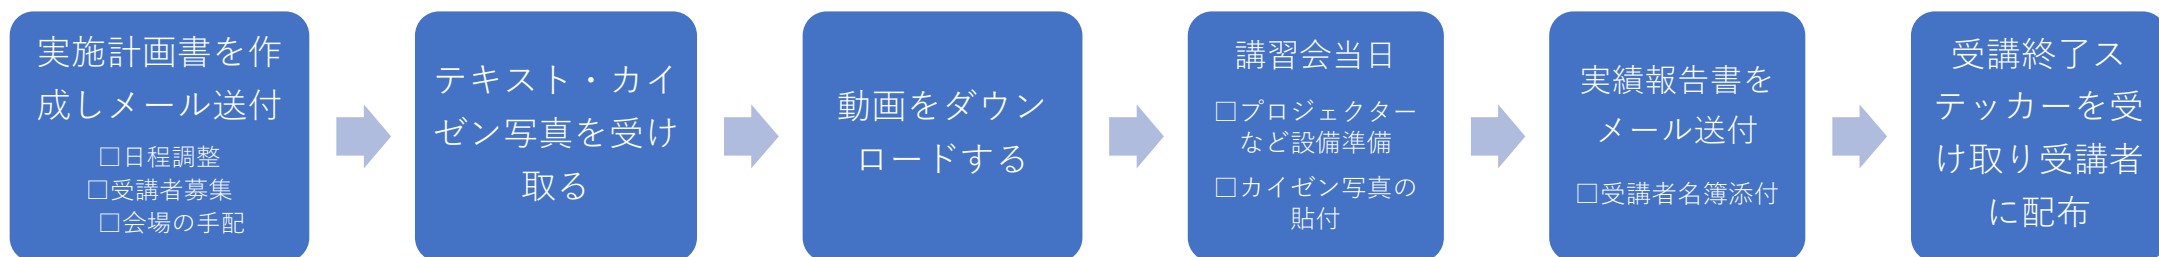 実施計画書を作
成しメール送付
□日程調整
□受講者募集
□会場の手配
テキスト・カイ
ゼン写真を受け
取る
動画をダウン
ロードする
講習会当日
□プロジェクター
など設備準備
□カイゼン写真の
貼付
実績報告書を
メール送付
□受講者名簿添付
受講終了ス
テッカーを受
け取り受講者
に配布